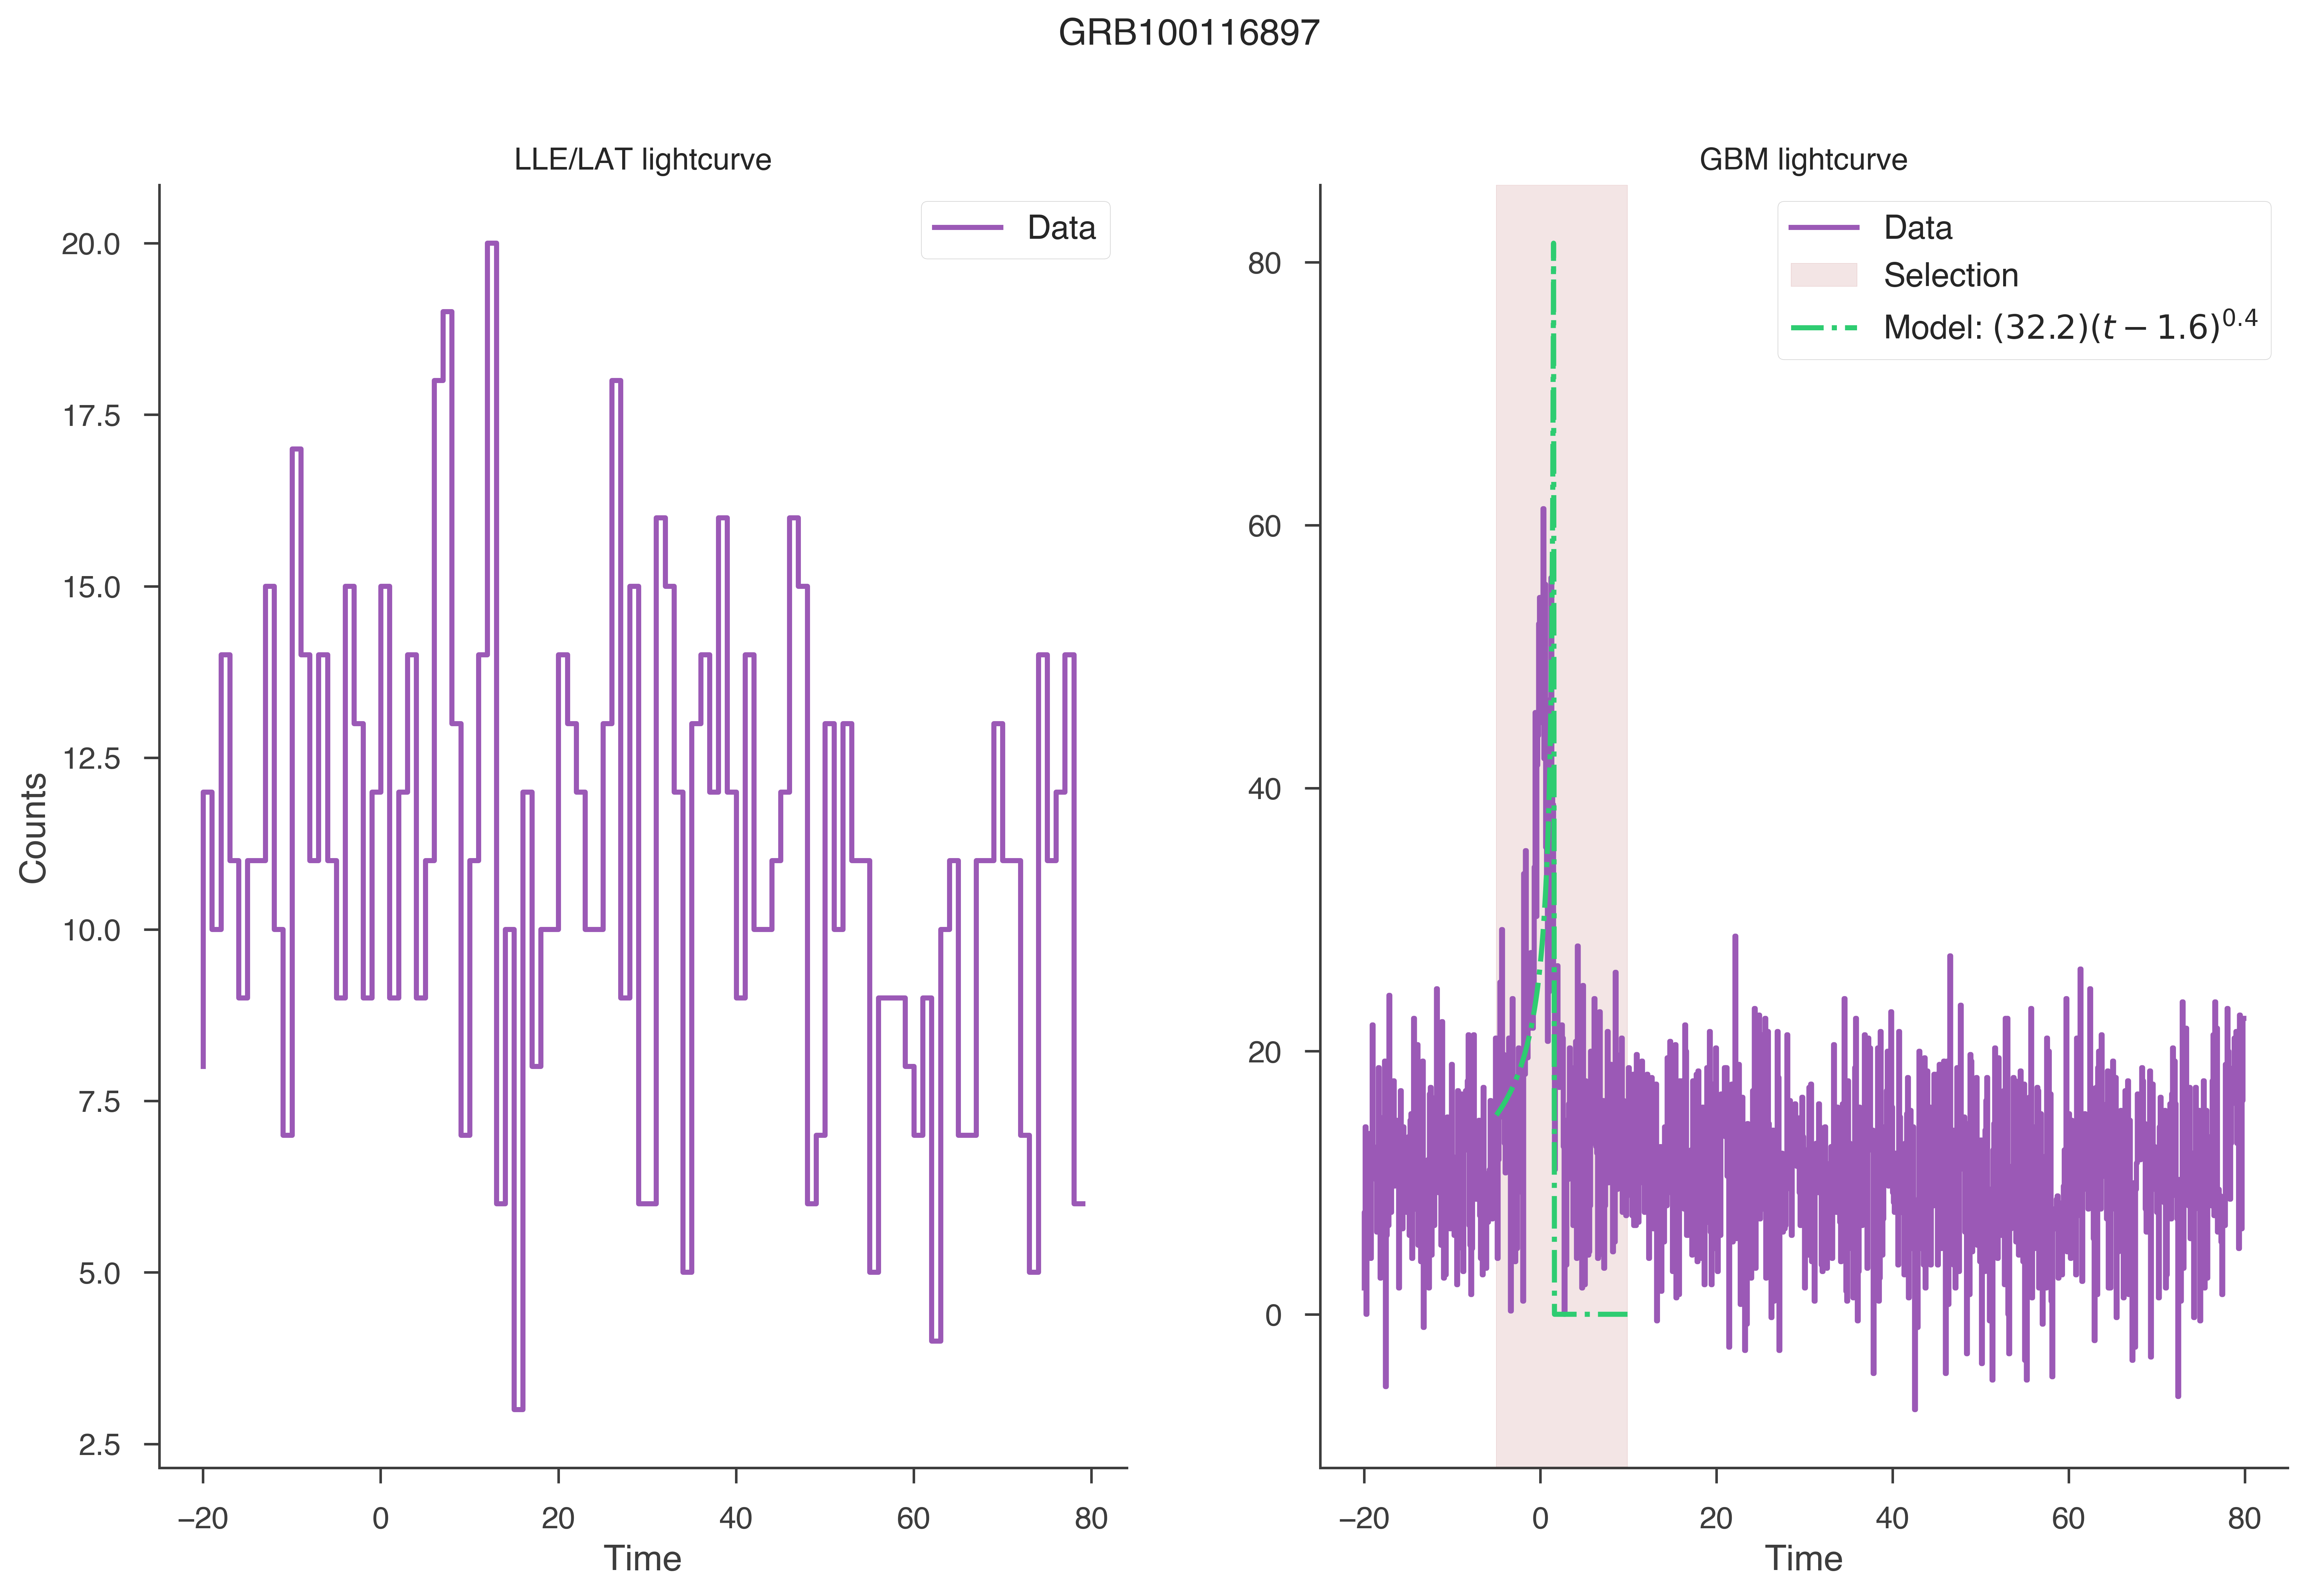 GRB100116897
LLE/LAT lightcurve
Data
20.0
17.5
15.0
12.5
10.0
7.5
5.0
2.5
Counts
−20 0 20 40 60 80
Time
GBM lightcurve
Data
Selection
Model: (32.2)(t − 1.6)^0.4
80
60
40
20
0
−20 0 20 40 60 80
Time